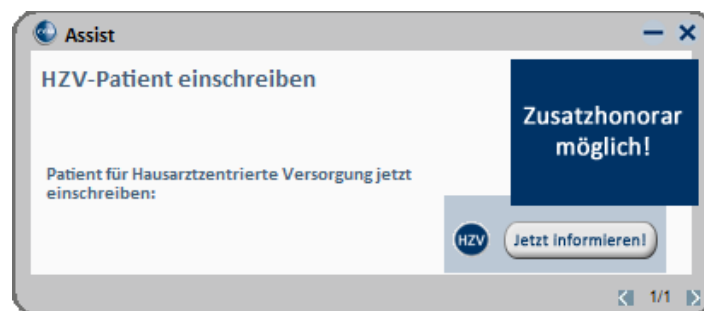 Assist
HZV-Patient einschreiben
Zusatzhonorar
möglich!
Patient für Hausarztzentrierte Versorgung jetzt
einschreiben:
HZV
Jetzt informieren!
1/1